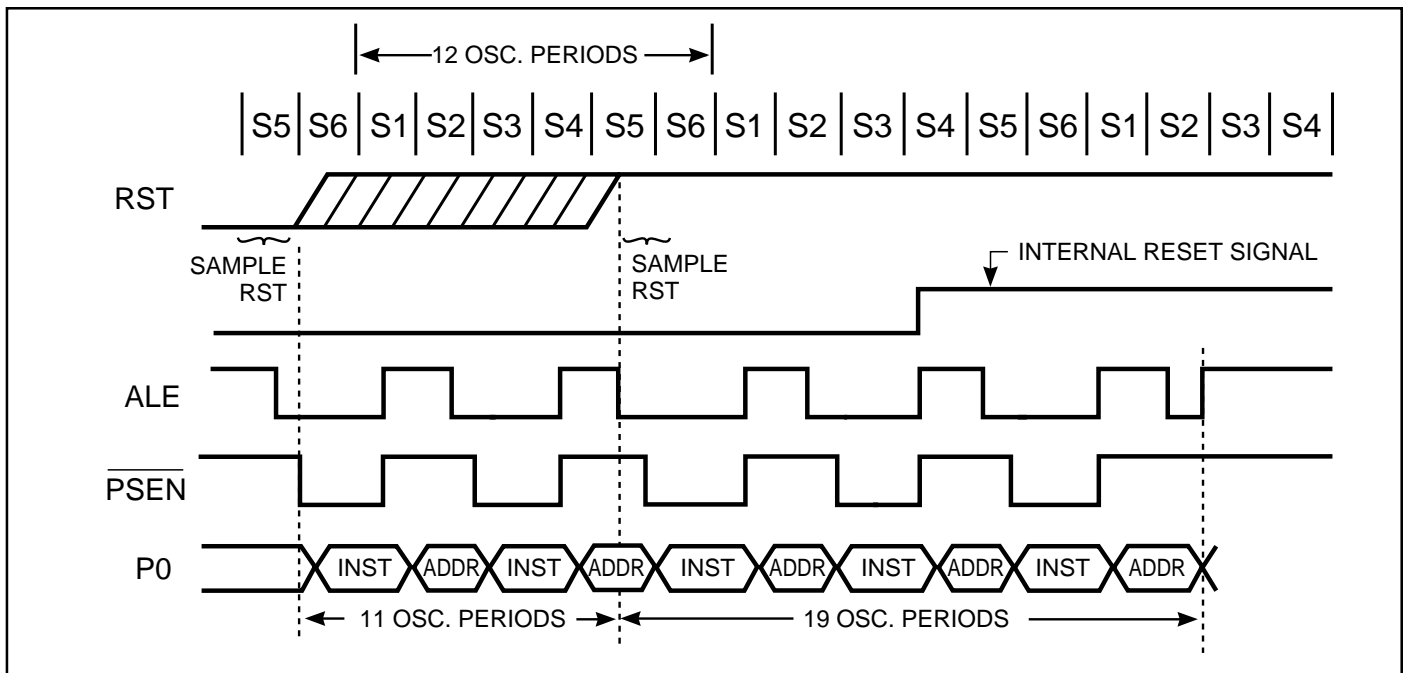 12 OSC. PERIODS
S5 S6 S1 S2 S3 S4 S5 S6 S1 S2 S3 S4 S5 S6 S1 S2 S3 S4
RST
SAMPLE
RST
SAMPLE
RST
INTERNAL RESET SIGNAL
ALE
PSEN
P0
INST ADDR INST ADDR INST ADDR INST ADDR INST ADDR
11 OSC. PERIODS
19 OSC. PERIODS